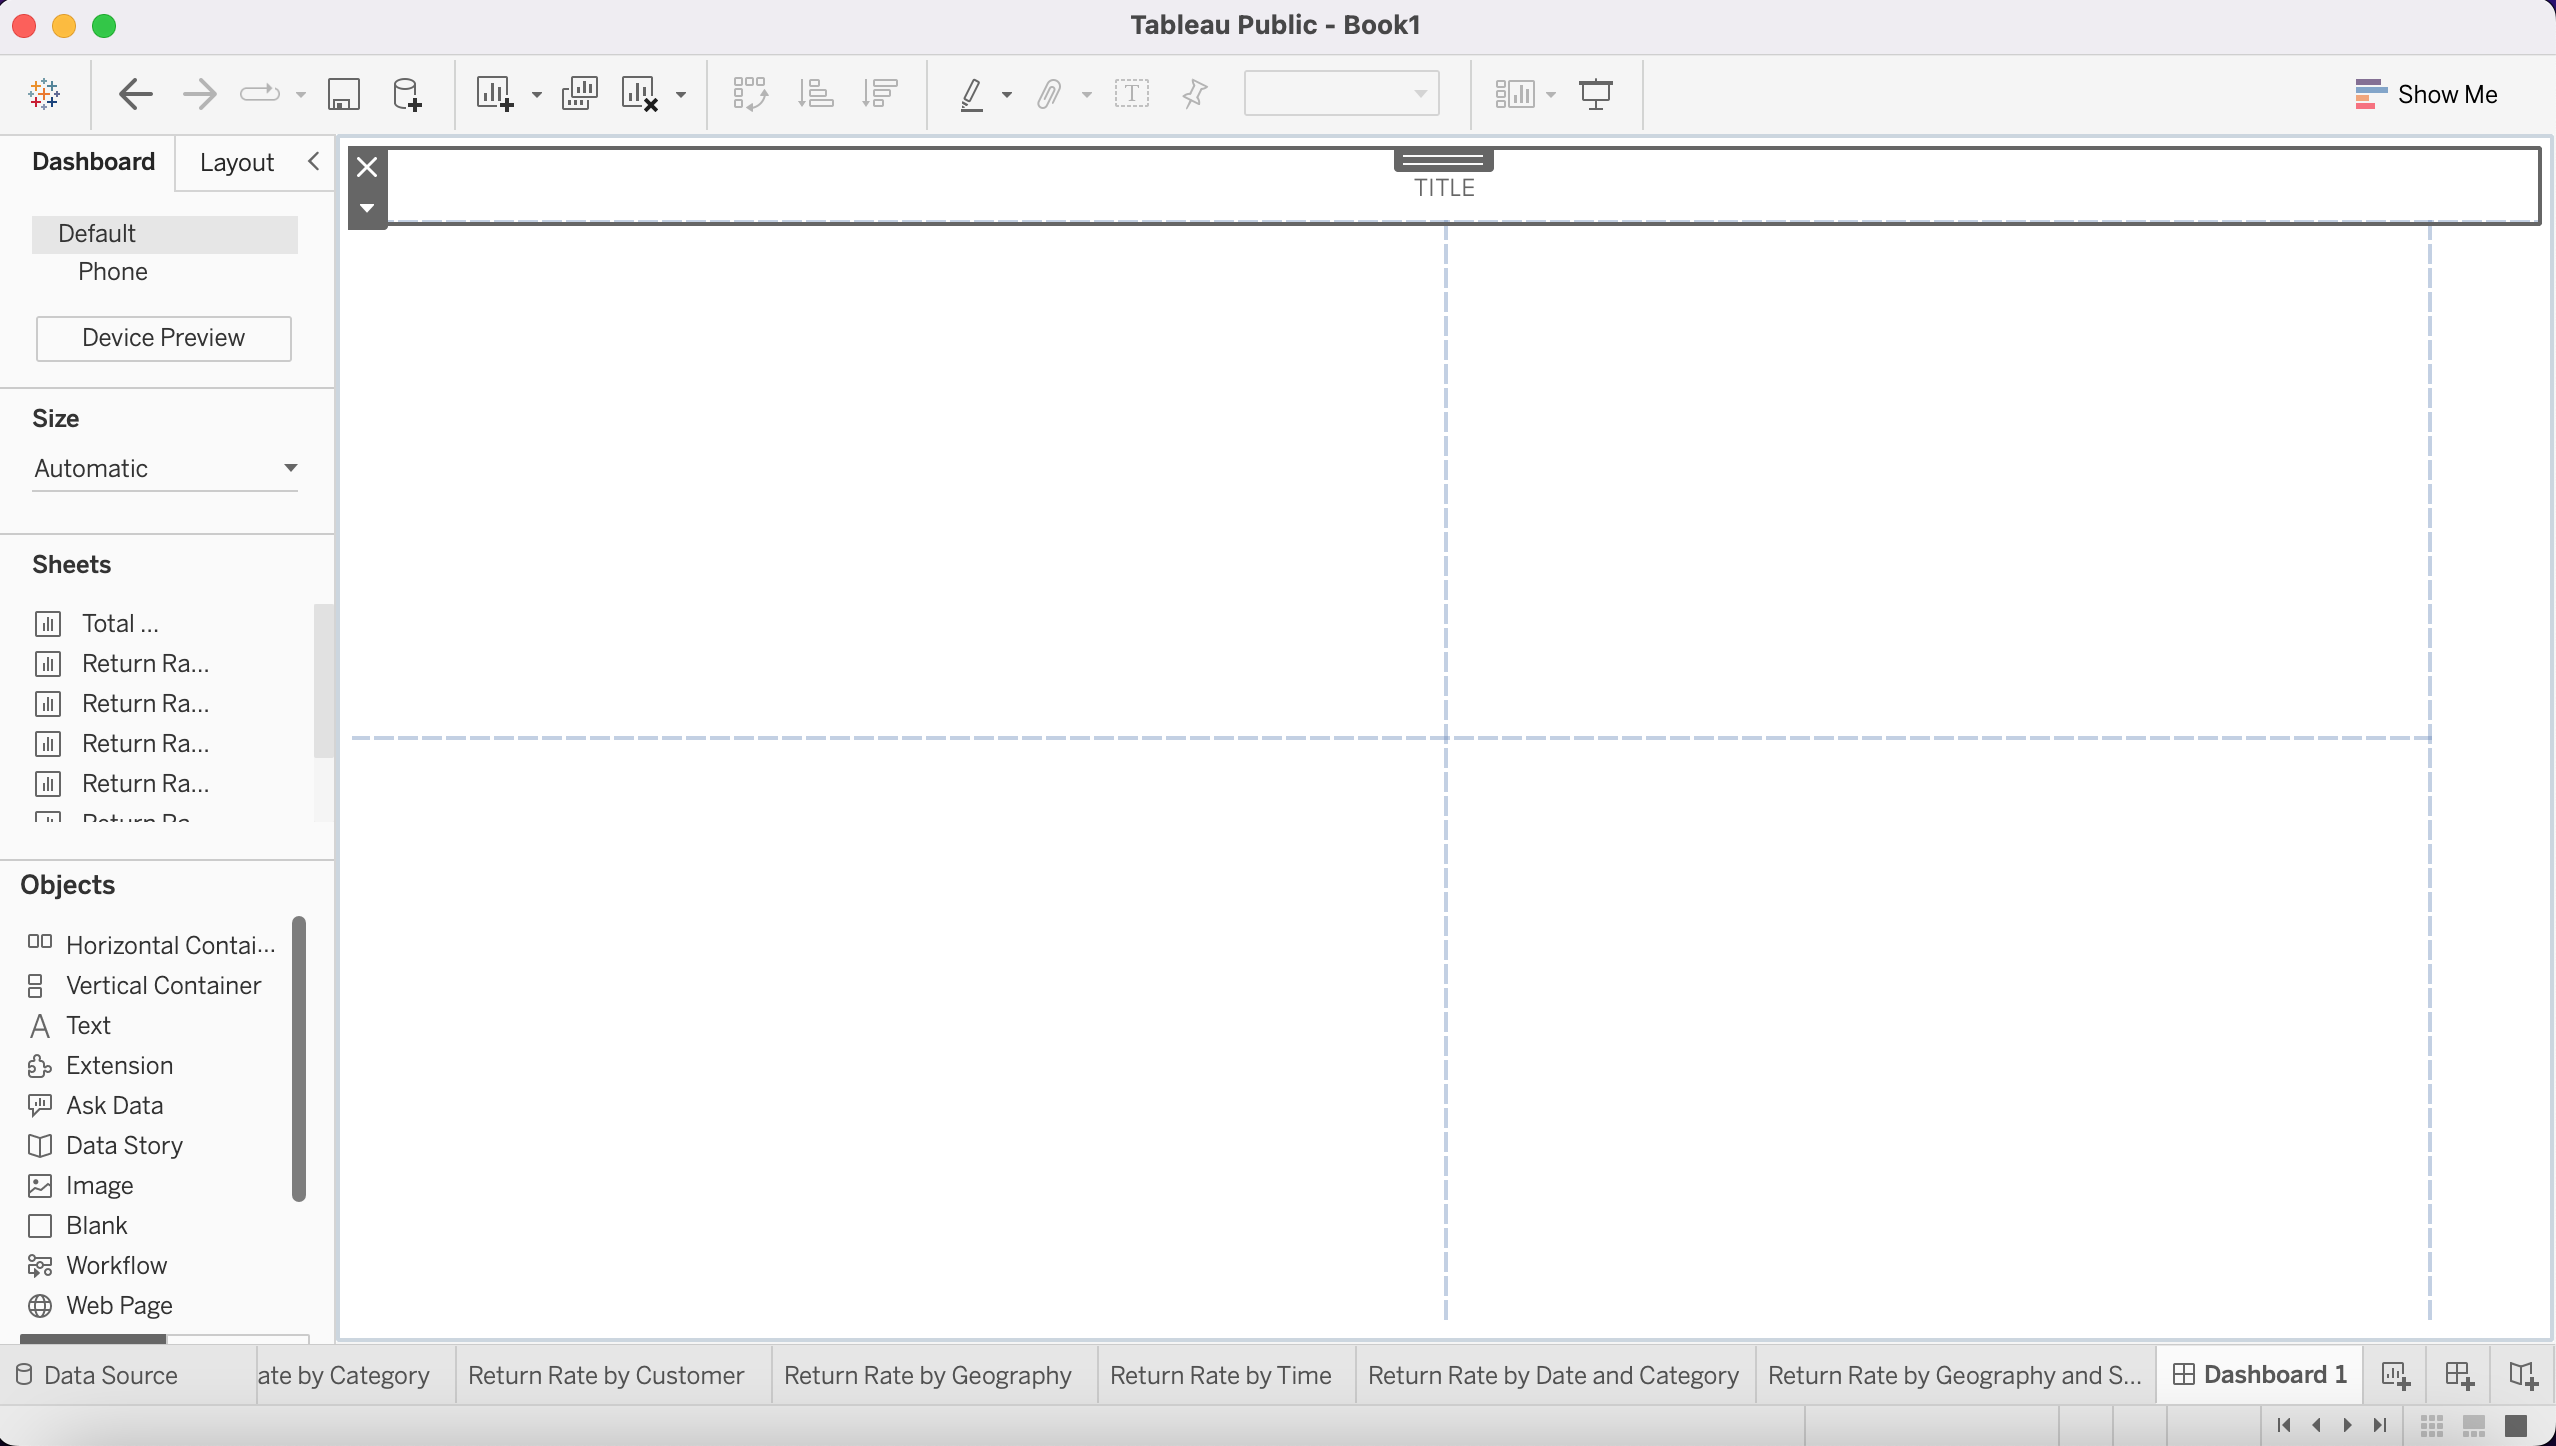 Tableau Public - Book1
Show Me
Dashboard
Layout
TITLE
Default
Phone
Device Preview
Size
Automatic
Sheets
Total ...
Return Ra...
Return Ra...
Return Ra...
Return Ra...
Return Ra
Objects
Horizontal Contai...
Vertical Container
Text
Extension
Ask Data
Data Story
Image
Blank
Workflow
Web Page
Data Source
ate by Category
Return Rate by Customer
Return Rate by Geography
Return Rate by Time
Return Rate by Date and Category
Return Rate by Geography and S...
Dashboard 1